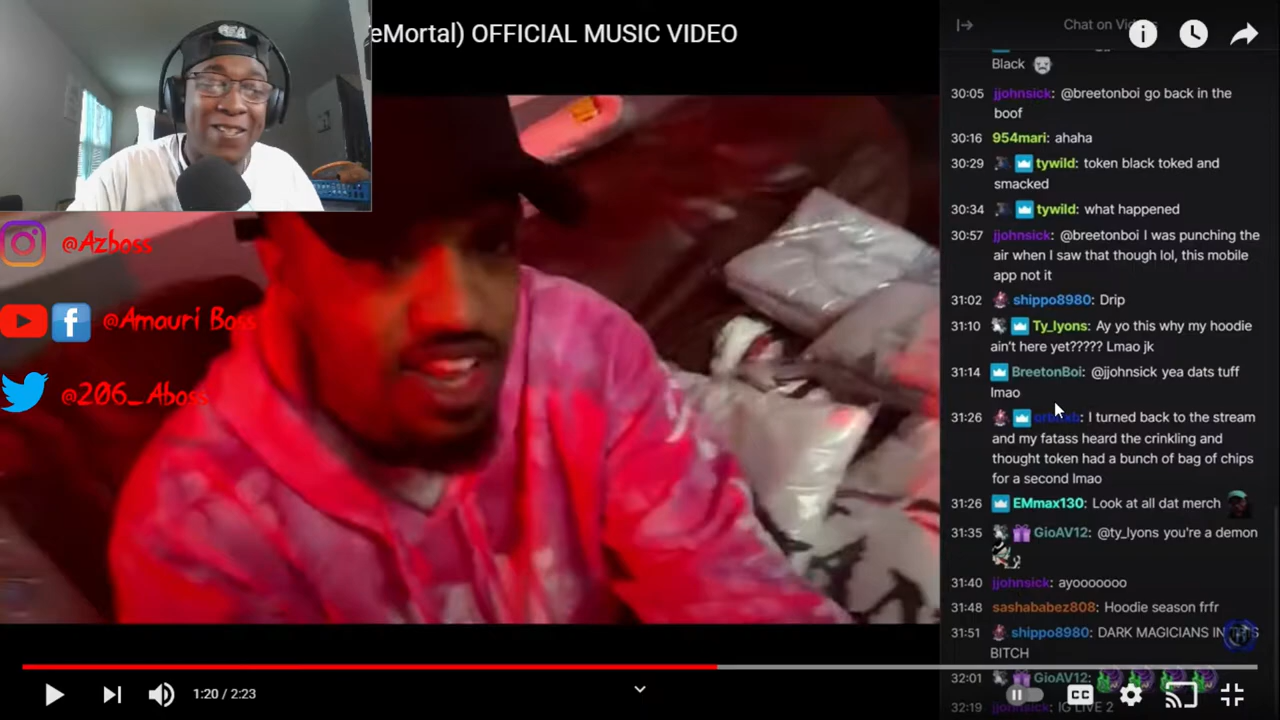 eMortal) OFFICIAL MUSIC VIDEO
@Azboss
@Amauri Boss
@206_Aboss
Black
30:05 jjohnsick: @breetonboi go back in the
boof
30:16 954mari: ahaha
30:29 tywild: token black toked and
smacked
30:34 tywild: what happened
30:57 jjohnsick: @breetonboi I was punching the
air when I saw that though lol, this mobile
app not it
31:02 shippo8980: Drip
31:10 Ty_lyons: Ay yo this why my hoodie
ain't here yet????? Lmao jk
31:14 BreetonBoi: @jjohnsick yea dats tuff
lmao
31:26 : I turned back to the stream
and my fatass heard the crinkling and
thought token had a bunch of bag of chips
for a second lmao
31:26 EMmax130: Look at all dat merch
31:35 GioAV12: @ty_lyons you're a demon
31:40 jjohnsick: ayooooooo
31:48 sashababez808: Hoodie season frfr
31:51 shippo8980: DARK MAGICIANS IN
BITCH
32:01 GioAV12:
32:19 jjohnsick: IG LIVE 2
1:20 / 2:23
CC